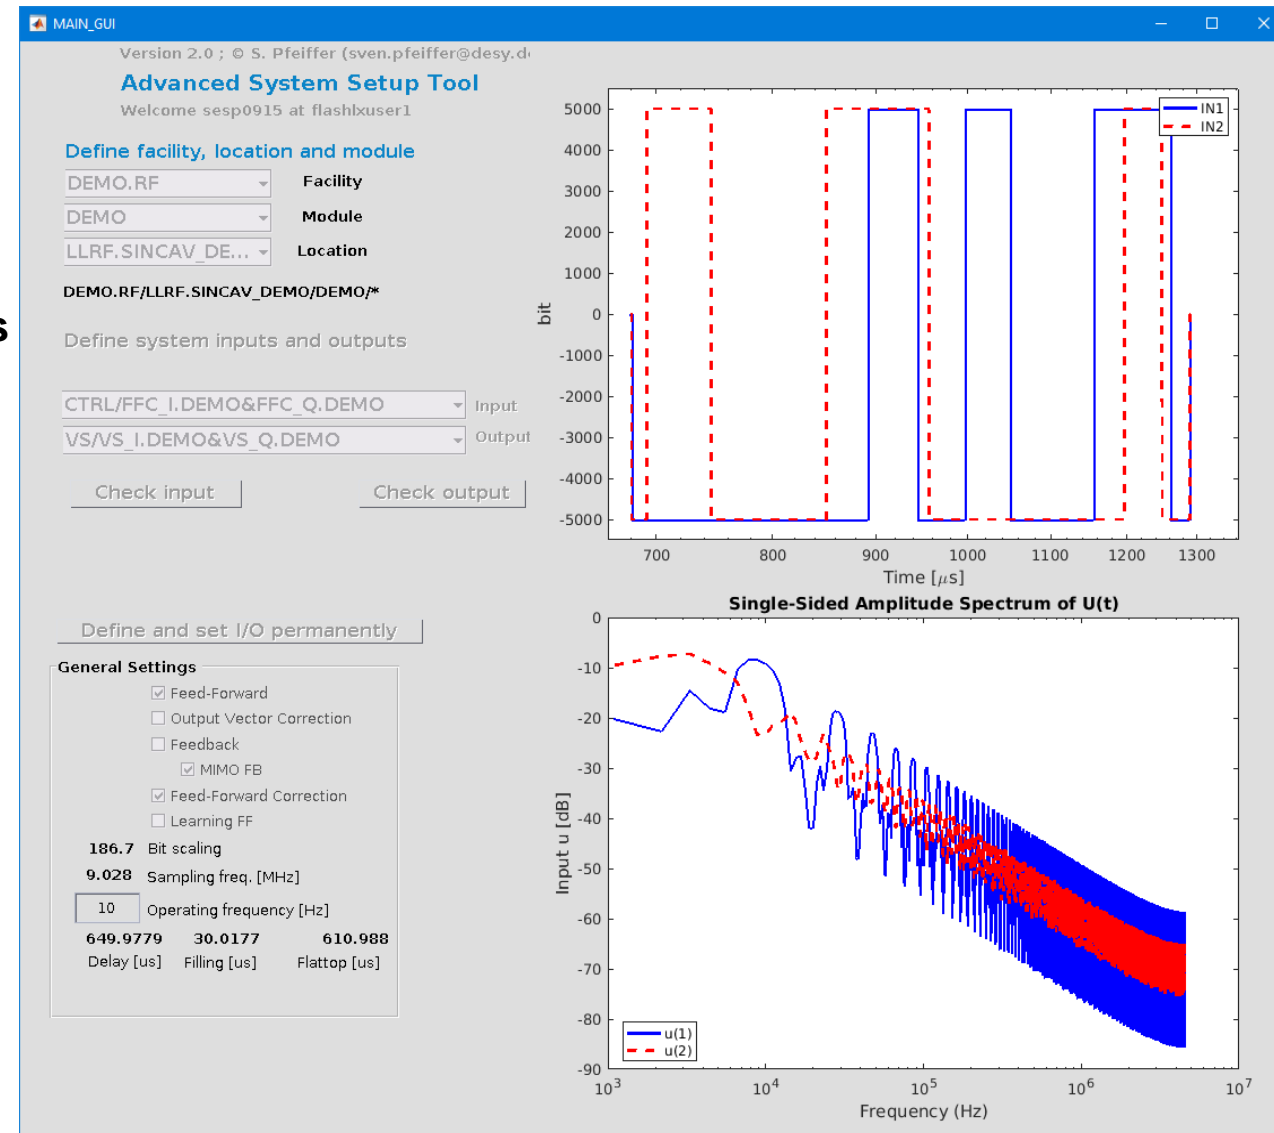 MAIN_GUI
Version 2.0 ; © S. Pfeiffer (sven.pfeiffer@desy.d
Advanced System Setup Tool
Welcome sesp0915 at flashlxuser1
Define facility, location and module
DEMO.RF Facility
DEMO Module
LLRF.SINCAV_DE... Location
DEMO.RF/LLRF.SINCAV_DEMO/DEMO/*
s
Define system inputs and outputs
CTRL/FFC_I.DEMO&FFC_Q.DEMO Input
VS/VS_I.DEMO&VS_Q.DEMO Output
Check input Check output
Define and set I/O permanently
General Settings
Feed-Forward
Output Vector Correction
Feedback
MIMO FB
Feed-Forward Correction
Learning FF
186.7 Bit scaling
9.028 Sampling freq. [MHz]
10 Operating frequency [Hz]
649.9779 30.0177 610.988
Delay [us] Filling [us] Flattop [us]
5000
4000
3000
2000
1000
0
-1000
-2000
-3000
-4000
-5000
bit
IN1
IN2
700 800 900 1000 1100 1200 1300
Time [μs]
Single-Sided Amplitude Spectrum of U(t)
0
-10
-20
-30
-40
-50
-60
-70
-80
-90
Input u [dB]
u(1)
u(2)
10³ 10⁴ 10⁵ 10⁶ 10⁷
Frequency (Hz)